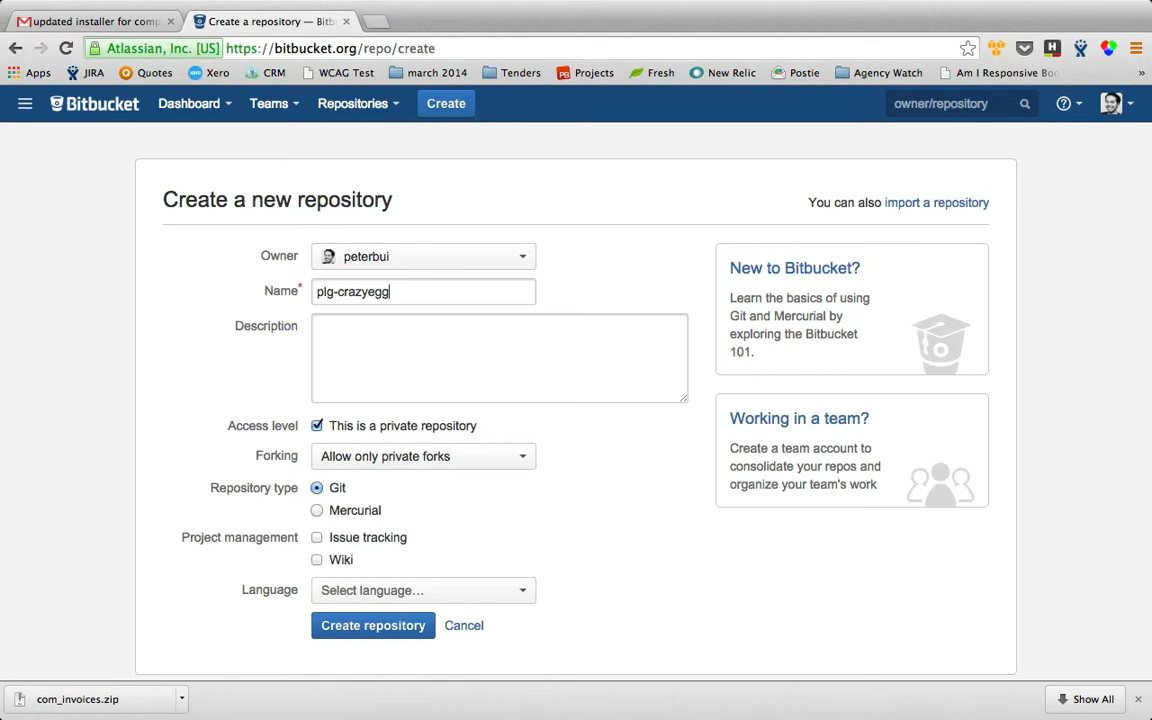 updated installer for comp
Create a repository — Bitb
Atlassian, Inc. [US] https://bitbucket.org/repo/create
Apps JIRA Quotes Xero CRM WCAG Test march 2014 Tenders Projects Fresh New Relic Postie Agency Watch Am I Responsive Boo »
Bitbucket Dashboard Teams Repositories Create owner/repository
Create a new repository
You can also import a repository
Owner peterbui
Name* plg-crazyegg
Description
Access level This is a private repository
Forking Allow only private forks
Repository type Git
Mercurial
Project management Issue tracking
Wiki
Language Select language...
Create repository Cancel
New to Bitbucket?
Learn the basics of using
Git and Mercurial by
exploring the Bitbucket
101.
Working in a team?
Create a team account to
consolidate your repos and
organize your team's work
com_invoices.zip
Show All